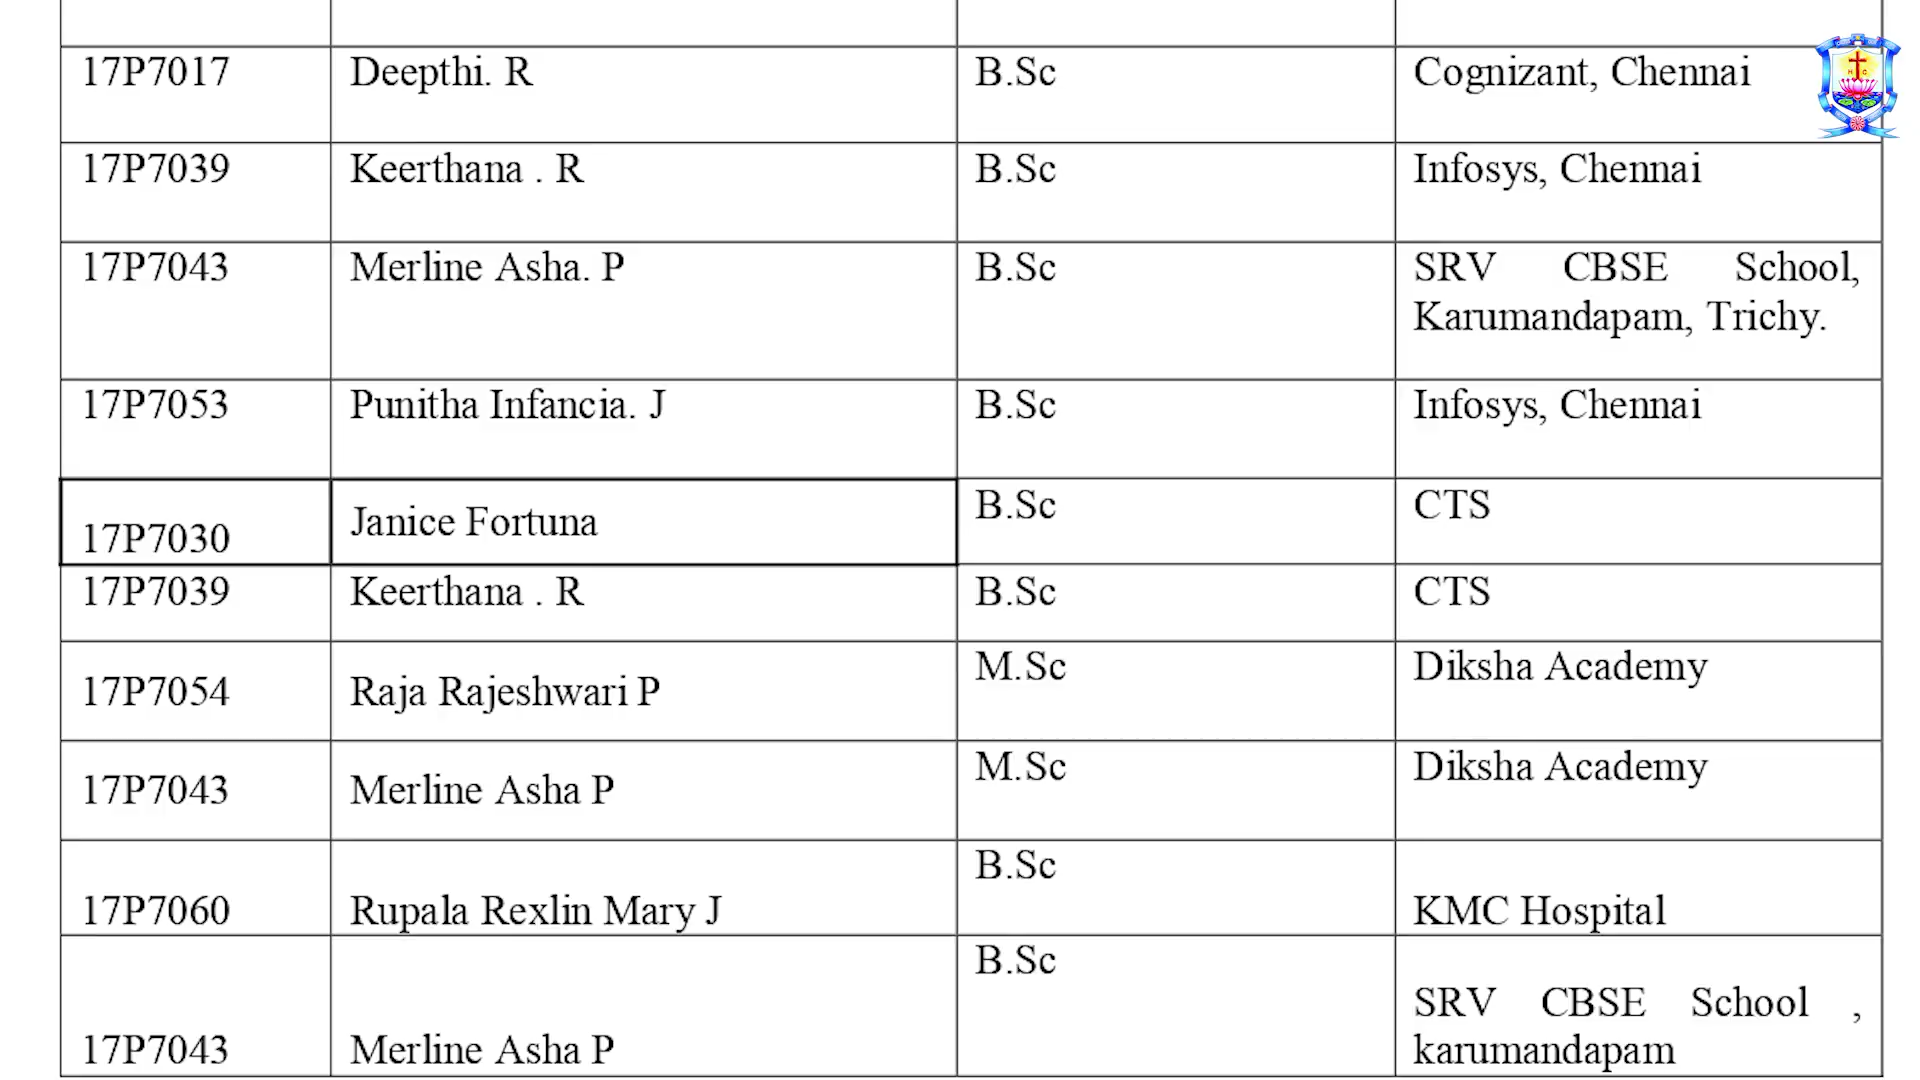 17P7017 Deepthi. R B.Sc Cognizant, Chennai
17P7039 Keerthana . R B.Sc Infosys, Chennai
17P7043 Merline Asha. P B.Sc SRV CBSE School,
Karumandapam, Trichy.
17P7053 Punitha Infancia. J B.Sc Infosys, Chennai
17P7030 Janice Fortuna B.Sc CTS
17P7039 Keerthana . R B.Sc CTS
17P7054 Raja Rajeshwari P M.Sc Diksha Academy
17P7043 Merline Asha P M.Sc Diksha Academy
17P7060 Rupala Rexlin Mary J B.Sc KMC Hospital
17P7043 Merline Asha P B.Sc SRV CBSE School ,
karumandapam
H C